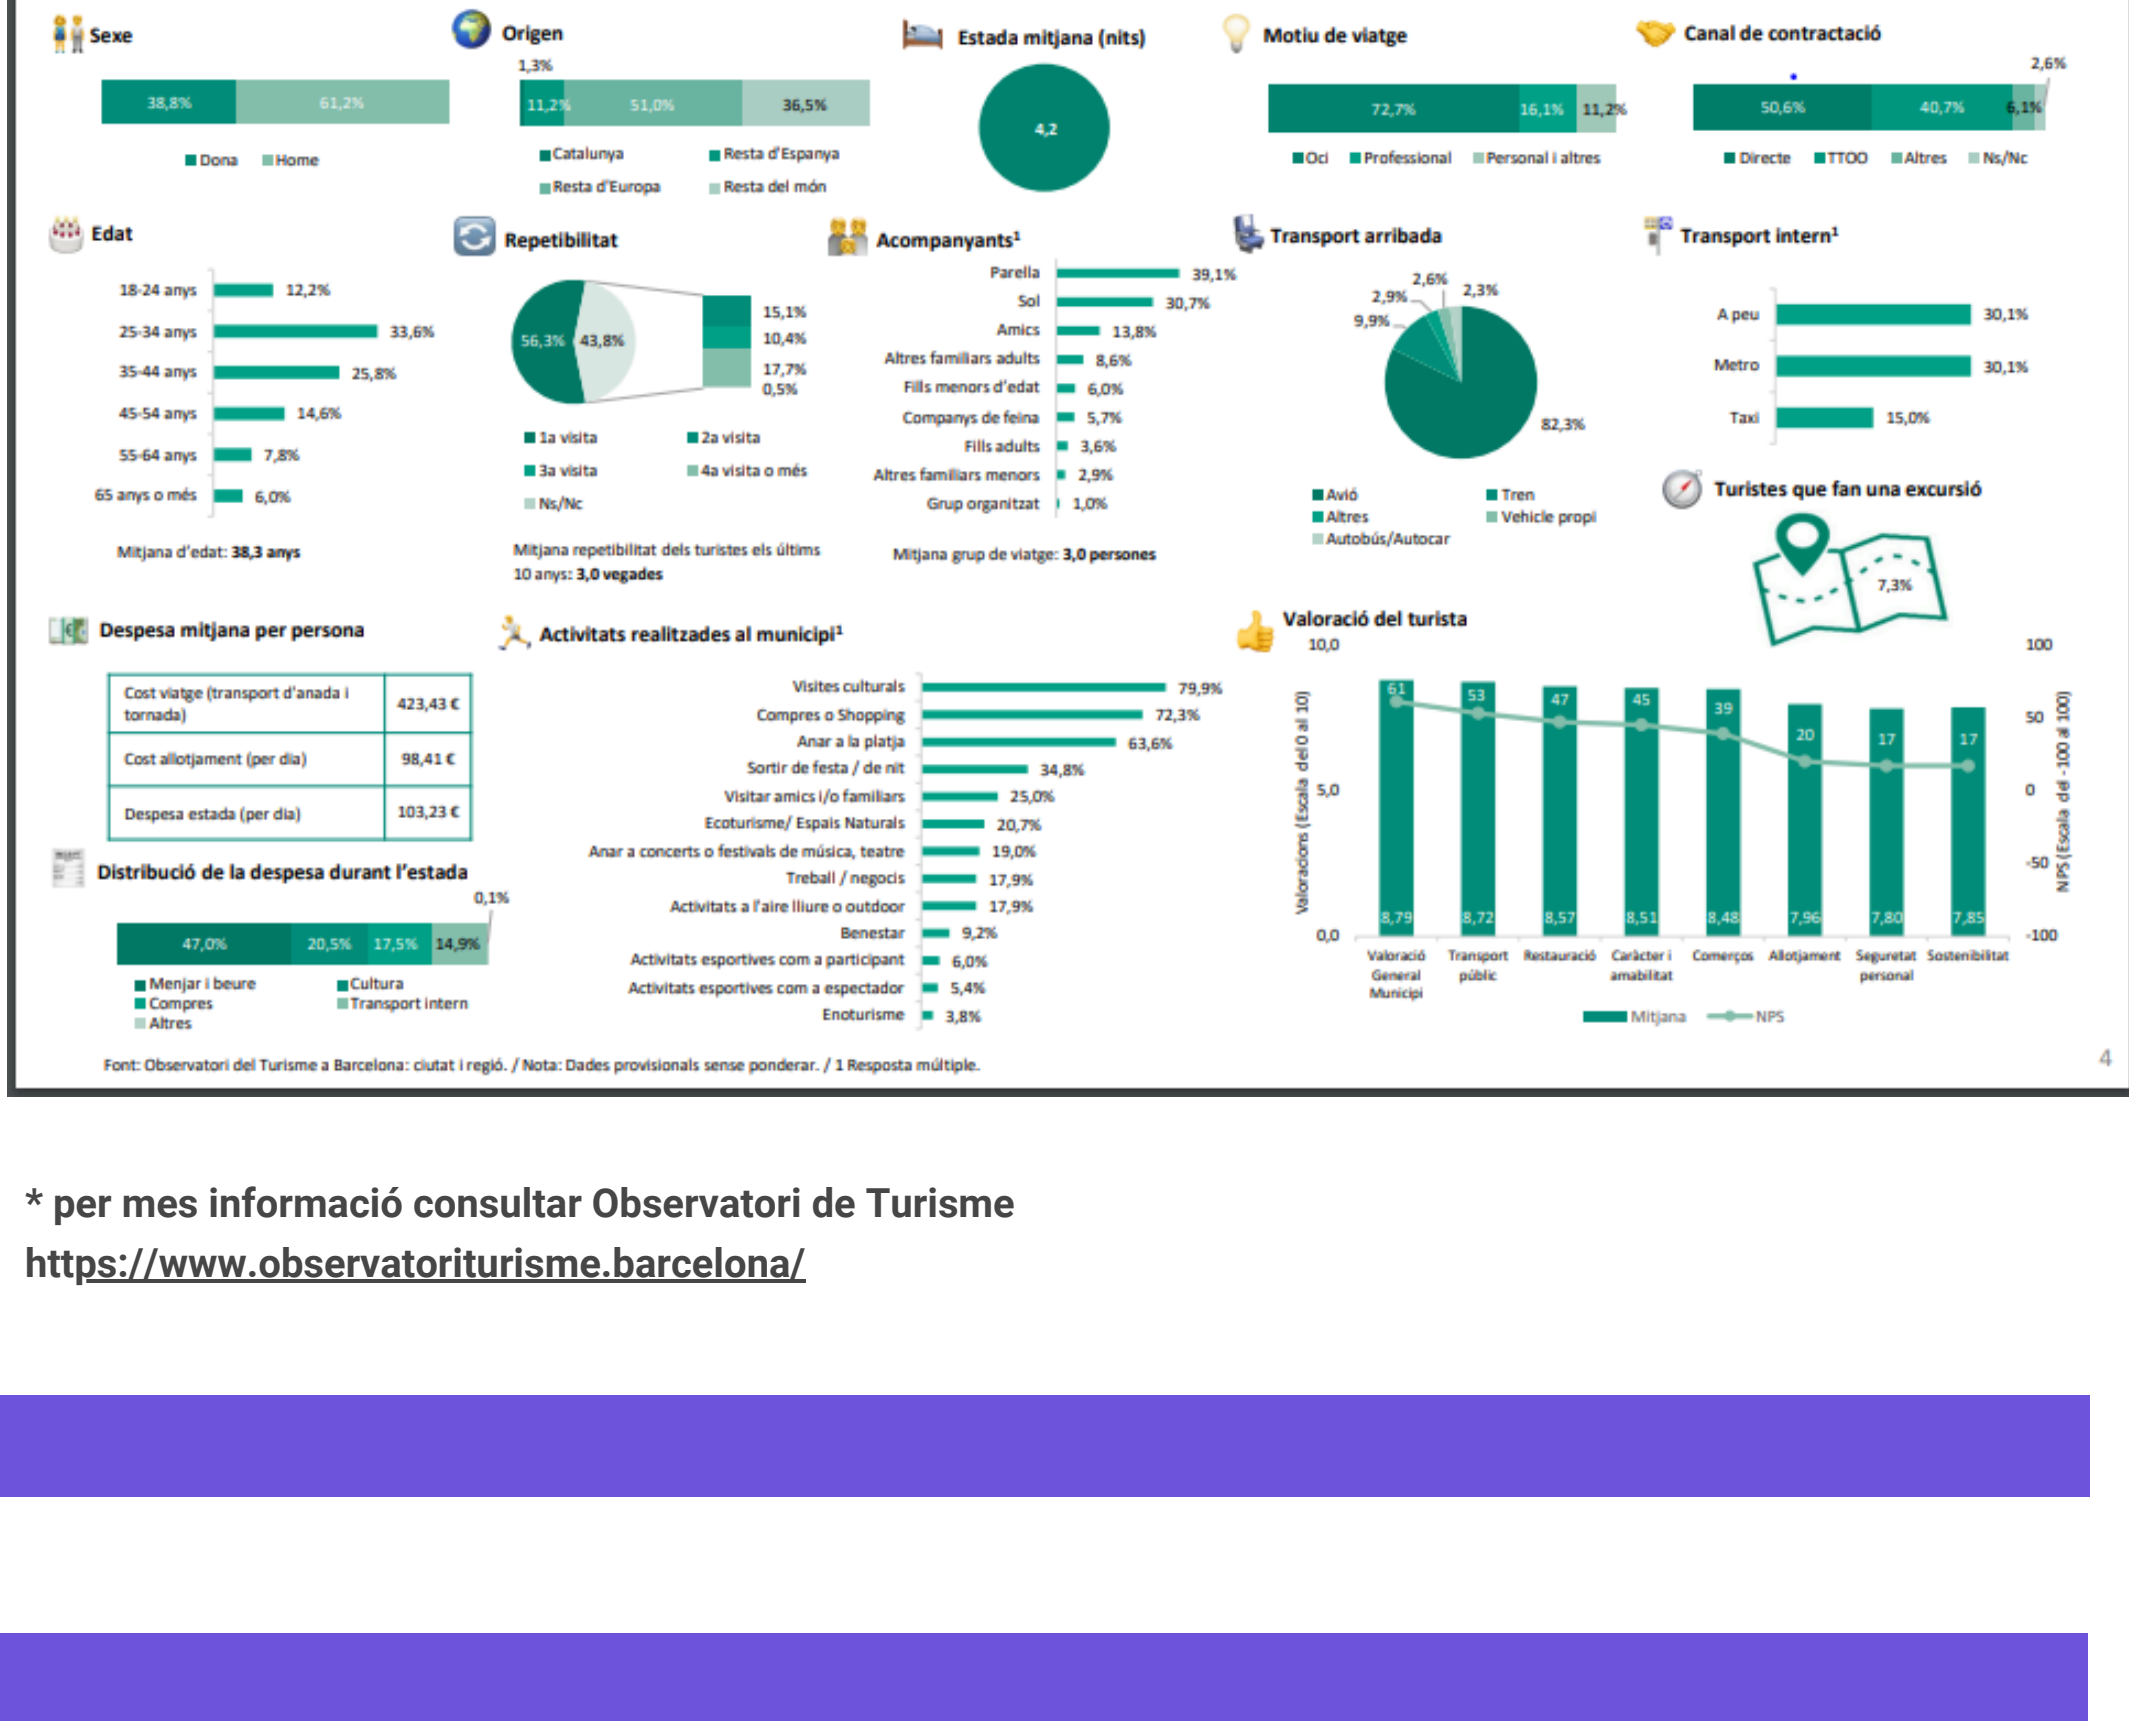 Sexe
38,8%
61,2%
Dona
Home
Origen
1,3%
11,2%
51,0%
36,5%
Catalunya
Resta d'Espanya
Resta d'Europa
Resta del món
Estada mitjana (nits)
4,2
Motiu de viatge
72,7%
16,1%
11,2%
Oci
Professional
Personal i altres
Canal de contractació
2,6%
50,6%
40,7%
6,1%
Directe
TTOO
Altres
Ns/Nc
Edat
18-24 anys 12,2%
25-34 anys 33,6%
35-44 anys 25,8%
45-54 anys 14,6%
55-64 anys 7,8%
65 anys o més 6,0%
Mitjana d'edat: 38,3 anys
Repetibilitat
56,3%
43,8%
15,1%
10,4%
17,7%
0,5%
1a visita
2a visita
3a visita
4a visita o més
Ns/Nc
Mitjana repetibilitat dels turistes els últims
10 anys: 3,0 vegades
Acompanyants¹
Parella 39,1%
Sol 30,7%
Amics 13,8%
Altres familiars adults 8,6%
Fills menors d'edat 6,0%
Companys de feina 5,7%
Fills adults 3,6%
Altres familiars menors 2,9%
Grup organitzat 1,0%
Mitjana grup de viatge: 3,0 persones
Transport arribada
2,6%
2,3%
2,9%
9,9%
82,3%
Avió
Tren
Altres
Vehicle propi
Autobús/Autocar
Transport intern¹
A peu 30,1%
Metro 30,1%
Taxi 15,0%
Turistes que fan una excursió
7,3%
Despesa mitjana per persona
Cost viatge (transport d'anada i
tornada) 423,43 €
Cost allotjament (per dia) 98,41 €
Despesa estada (per dia) 103,23 €
Distribució de la despesa durant l'estada
0,1%
47,0%
20,5%
17,5%
14,9%
Menjar i beure
Cultura
Compres
Transport intern
Altres
Activitats realitzades al municipi¹
Visites culturals 79,9%
Compres o Shopping 72,3%
Anar a la platja 63,6%
Sortir de festa / de nit 34,8%
Visitar amics i/o familiars 25,0%
Ecoturisme/ Espais Naturals 20,7%
Anar a concerts o festivals de música, teatre 19,0%
Treball / negocis 17,9%
Activitats a l'aire lliure o outdoor 17,9%
Benestar 9,2%
Activitats esportives com a participant 6,0%
Activitats esportives com a espectador 5,4%
Enoturisme 3,8%
Valoració del turista
10,0
5,0
0,0
Valoracions (Escala del 0 al 10)
100
50
0
-50
-100
NPS (Escala del -100 al 100)
61
53
47
45
39
20
17
17
8,79
8,72
8,57
8,51
8,48
7,96
7,80
7,85
Valoració
General
Municipi
Transport
públic
Restauració
Caràcter i
amabilitat
Comerços
Allotjament
Seguretat
personal
Sostenibilitat
Mitjana
NPS
Font: Observatori del Turisme a Barcelona: ciutat i regió. / Nota: Dades provisionals sense ponderar. / 1 Resposta múltiple.
4
* per mes informació consultar Observatori de Turisme
https://www.observatoriturisme.barcelona/